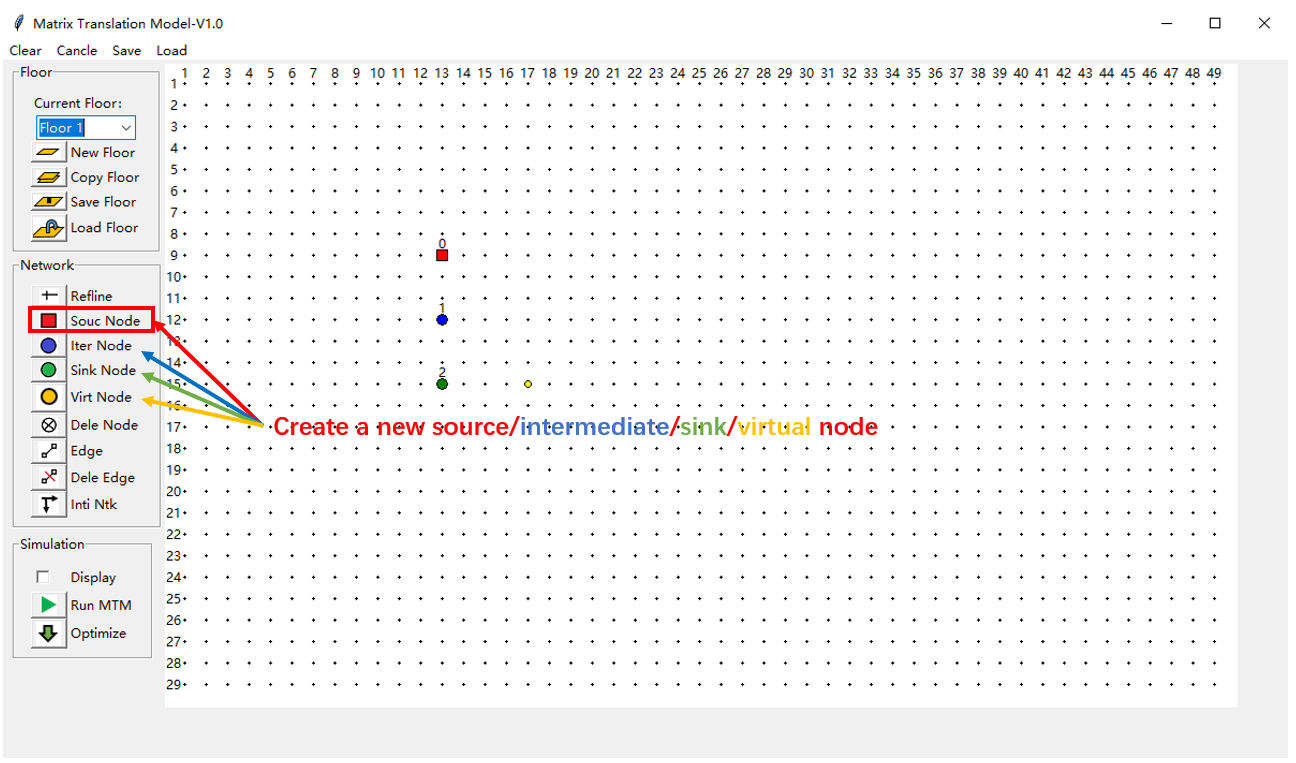 Matrix Translation Model-V1.0
Clear Cancle Save Load
Floor
Current Floor:
Floor 1
New Floor
Copy Floor
Save Floor
Load Floor
Network
Refline
Souc Node
Iter Node
Sink Node
Virt Node
Dele Node
Edge
Dele Edge
Inti Ntk
Simulation
Display
Run MTM
Optimize
1 2 3 4 5 6 7 8 9 10 11 12 13 14 15 16 17 18 19 20 21 22 23 24 25 26 27 28 29 30 31 32 33 34 35 36 37 38 39 40 41 42 43 44 45 46 47 48 49
1
2
3
4
5
6
7
8
0
9
10
11
1
12
13
14
2
15
16
Create a new source/intermediate/sink/virtual node
17
18
19
20
21
22
23
24
25
26
27
28
29